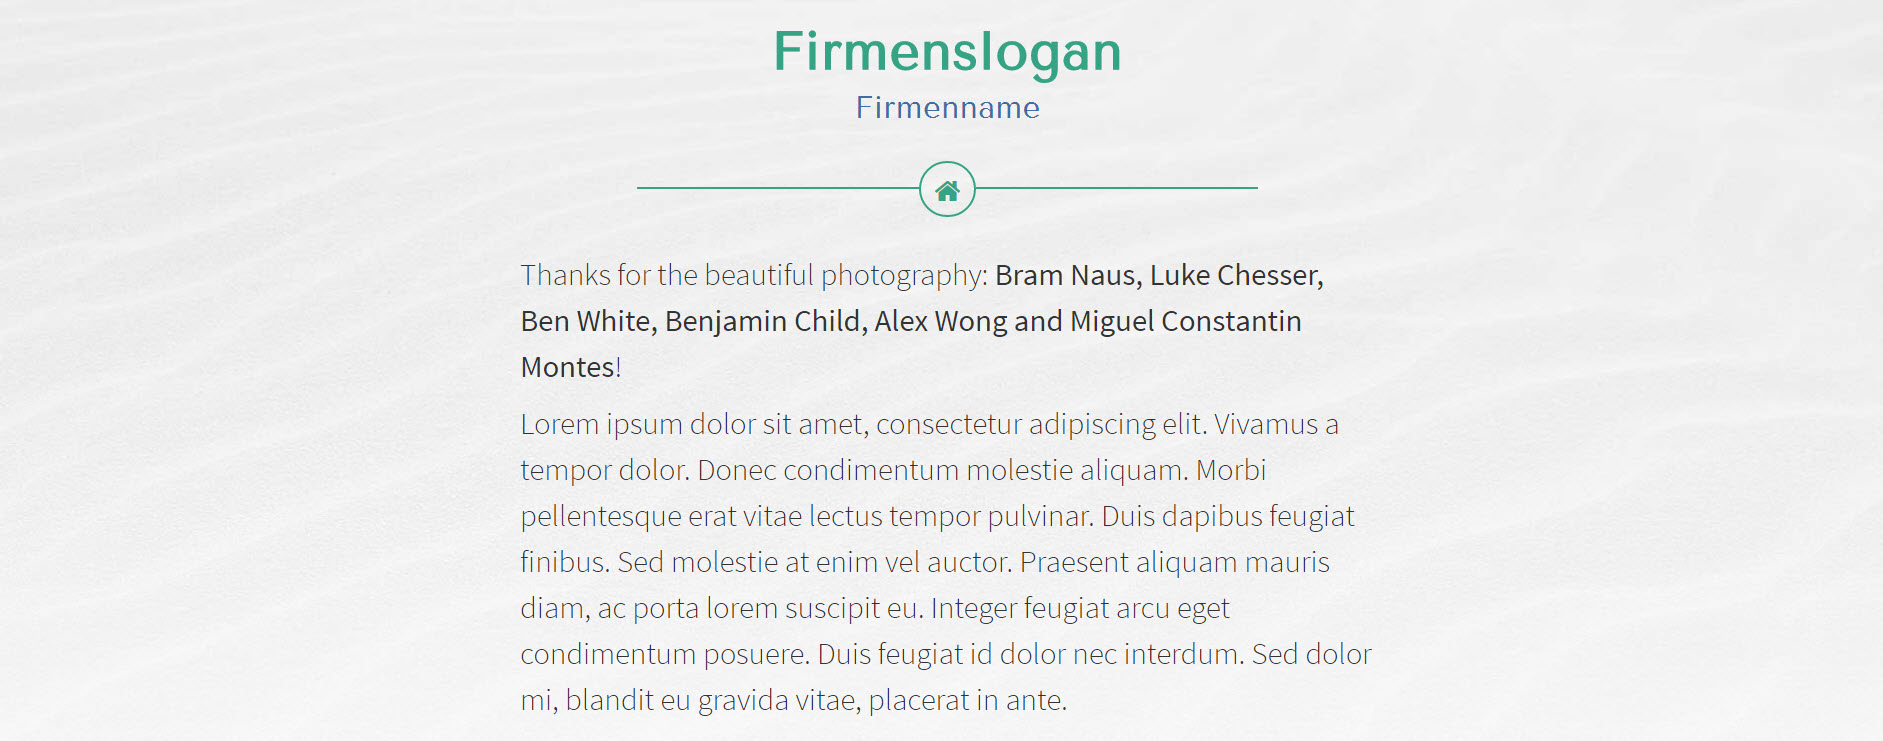 Firmenslogan
Firmenname
Thanks for the beautiful photography: Bram Naus, Luke Chesser,
Ben White, Benjamin Child, Alex Wong and Miguel Constantin
Montes!
Lorem ipsum dolor sit amet, consectetur adipiscing elit. Vivamus a
tempor dolor. Donec condimentum molestie aliquam. Morbi
pellentesque erat vitae lectus tempor pulvinar. Duis dapibus feugiat
finibus. Sed molestie at enim vel auctor. Praesent aliquam mauris
diam, ac porta lorem suscipit eu. Integer feugiat arcu eget
condimentum posuere. Duis feugiat id dolor nec interdum. Sed dolor
mi, blandit eu gravida vitae, placerat in ante.